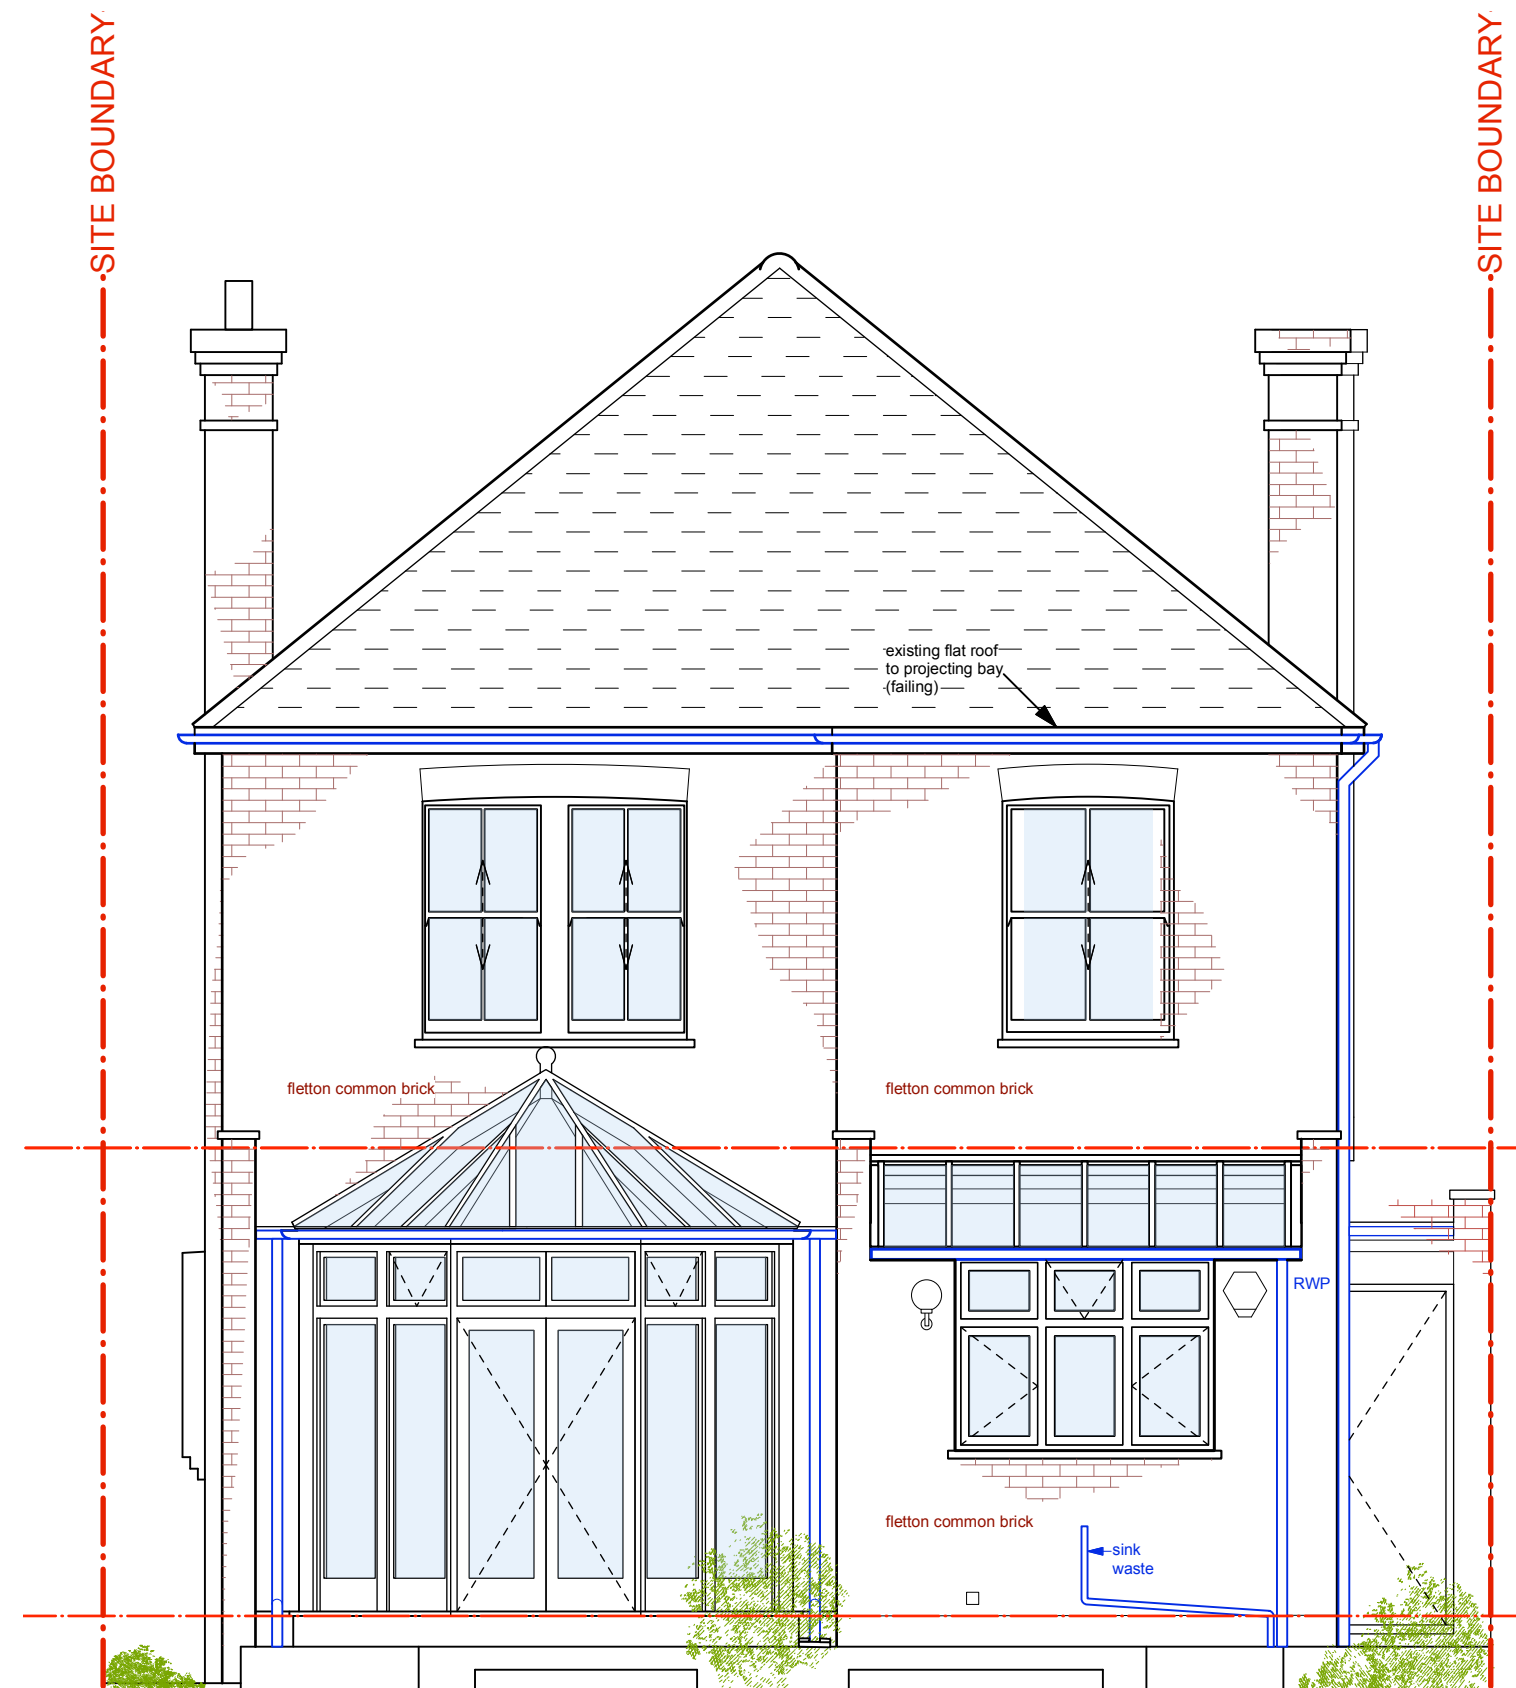 SITE BOUNDARY
SITE BOUNDARY
existing flat roof
to projecting bay
(failing)
fletton common brick
fletton common brick
RWP
fletton common brick
sink
waste